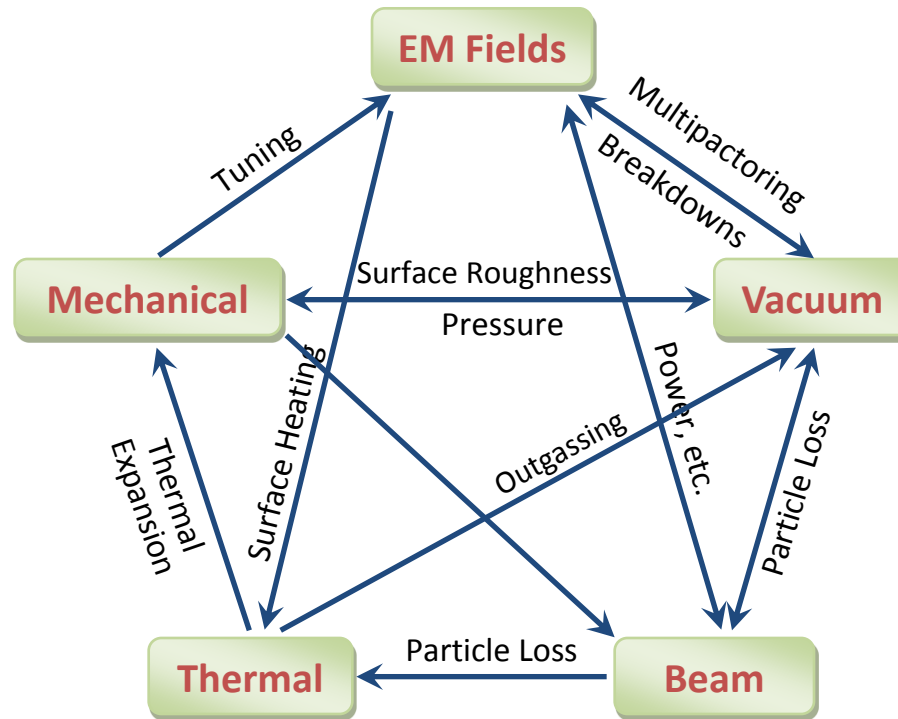 EM Fields
Tuning
Multipactoring
Breakdowns
Mechanical
Surface Roughness
Pressure
Vacuum
Surface Heating
Power, etc.
Thermal
Expansion
Outgassing
Particle Loss
Thermal
Particle Loss
Beam